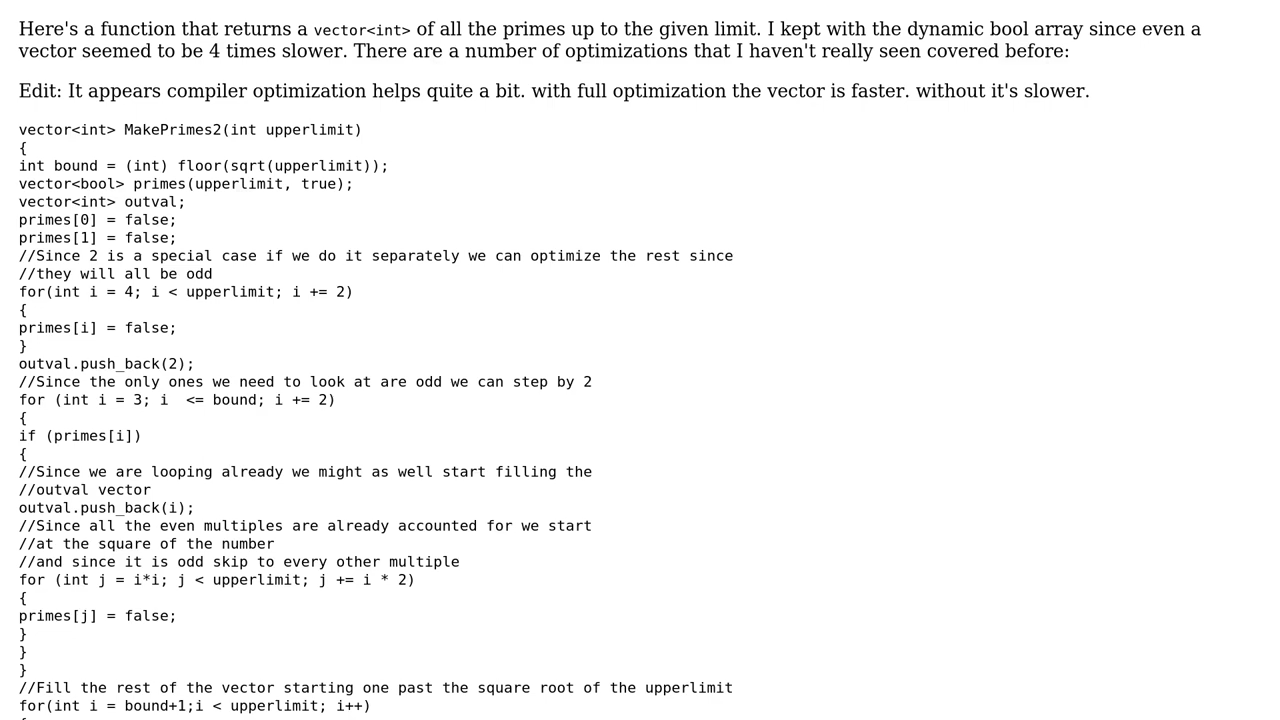 Here's a function that returns a vector<int> of all the primes up to the given limit. I kept with the dynamic bool array since even a
vector seemed to be 4 times slower. There are a number of optimizations that I haven't really seen covered before:
Edit: It appears compiler optimization helps quite a bit. with full optimization the vector is faster. without it's slower.
vector<int> MakePrimes2(int upperlimit)
{
int bound = (int) floor(sqrt(upperlimit));
vector<bool> primes(upperlimit, true);
vector<int> outval;
primes[0] = false;
primes[1] = false;
//Since 2 is a special case if we do it separately we can optimize the rest since
//they will all be odd
for(int i = 4; i < upperlimit; i += 2)
{
primes[i] = false;
}
outval.push_back(2);
//Since the only ones we need to look at are odd we can step by 2
for (int i = 3; i  <= bound; i += 2)
{
if (primes[i])
{
//Since we are looping already we might as well start filling the
//outval vector
outval.push_back(i);
//Since all the even multiples are already accounted for we start
//at the square of the number
//and since it is odd skip to every other multiple
for (int j = i*i; j < upperlimit; j += i * 2)
{
primes[j] = false;
}
}
}
//Fill the rest of the vector starting one past the square root of the upperlimit
for(int i = bound+1;i < upperlimit; i++)